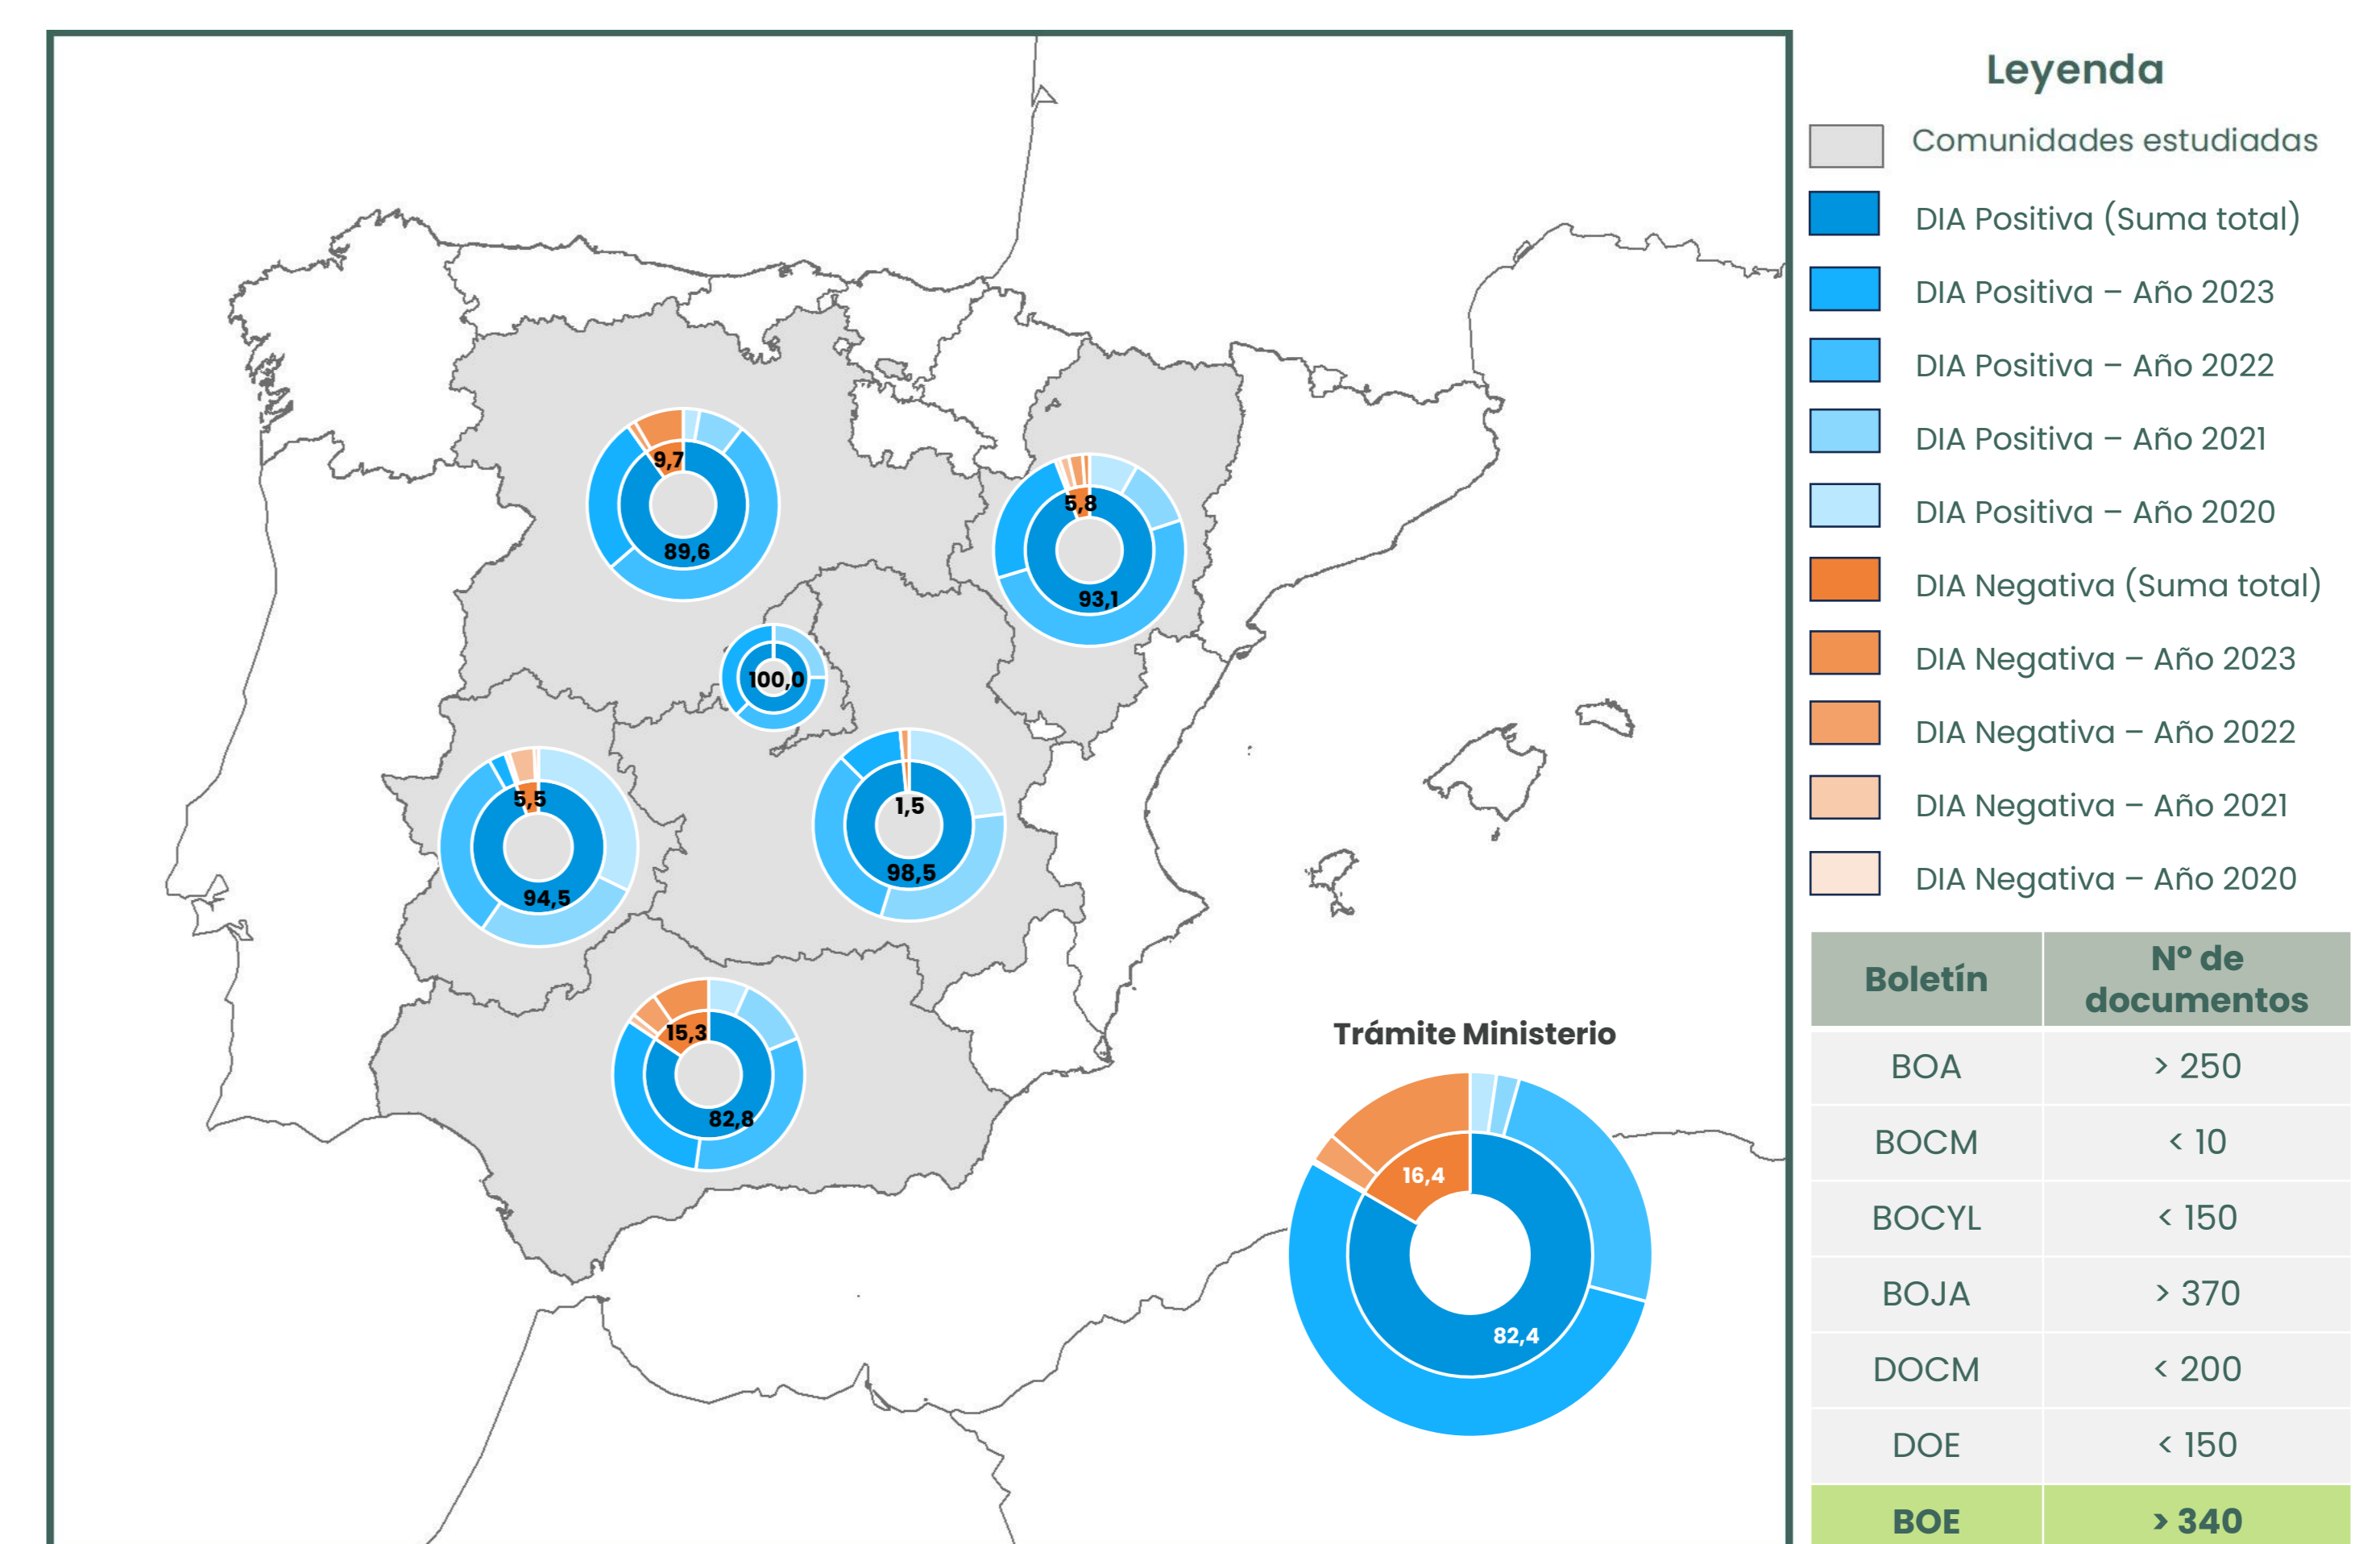 9,7
89,6
5,8
93,1
100,0
5,5
94,5
1,5
98,5
15,3
82,8
Trámite Ministerio
16,4
82,4
Leyenda
Comunidades estudiadas
DIA Positiva (Suma total)
DIA Positiva – Año 2023
DIA Positiva – Año 2022
DIA Positiva – Año 2021
DIA Positiva – Año 2020
DIA Negativa (Suma total)
DIA Negativa – Año 2023
DIA Negativa – Año 2022
DIA Negativa – Año 2021
DIA Negativa – Año 2020
Boletín Nº de documentos
BOA > 250
BOCM < 10
BOCYL < 150
BOJA > 370
DOCM < 200
DOE < 150
BOE > 340